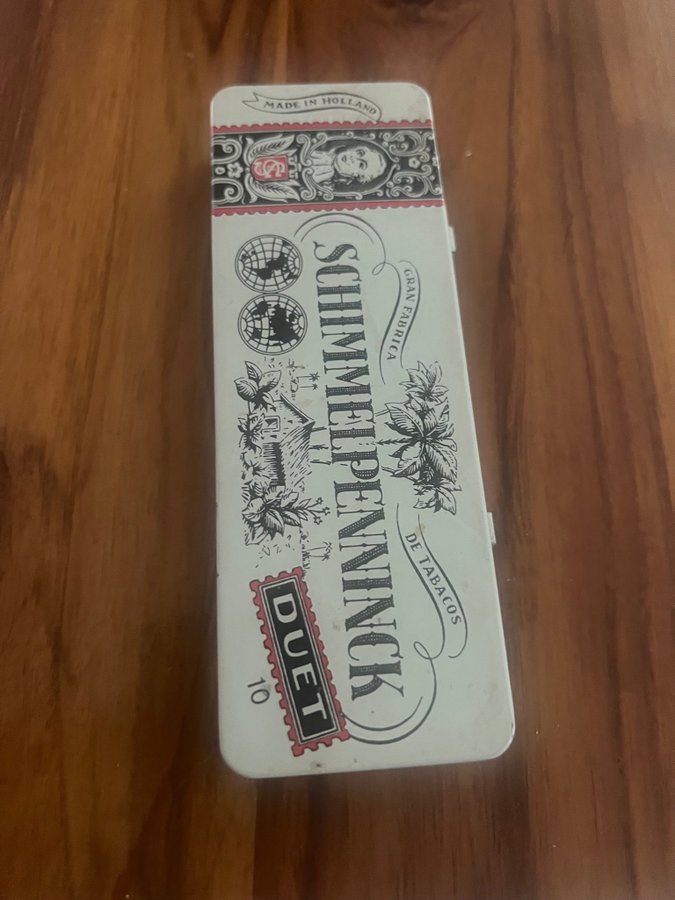 MADE IN HOLLAND
GRAN FABRICA
DE TABACOS
SCHIMMELPENNINCK
DUET
10